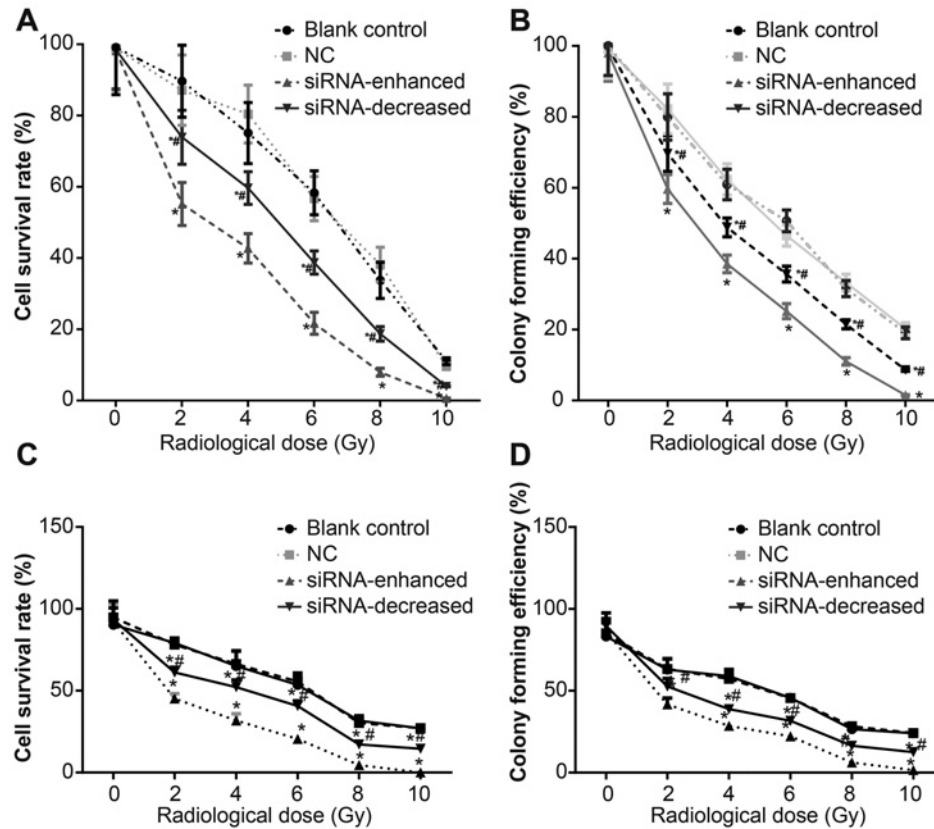 A
Cell survival rate (%)
100
80
60
40
20
0
0 2 4 6 8 10
Radiological dose (Gy)
Blank control
NC
siRNA-enhanced
siRNA-decreased
*#
*
*#
*
*#
*
*#
*
*#
*
B
Colony forming efficiency (%)
100
80
60
40
20
0
0 2 4 6 8 10
Radiological dose (Gy)
Blank control
NC
siRNA-enhanced
siRNA-decreased
*#
*
*#
*
*#
*
*#
*
*#
*
C
Cell survival rate (%)
150
100
50
0
0 2 4 6 8 10
Radiological dose (Gy)
Blank control
NC
siRNA-enhanced
siRNA-decreased
*#
*
*#
*
*#
*
*#
*
*#
*
D
Colony forming efficiency (%)
150
100
50
0
0 2 4 6 8 10
Radiological dose (Gy)
Blank control
NC
siRNA-enhanced
siRNA-decreased
*#
*#
*
*#
*
*
*#
*